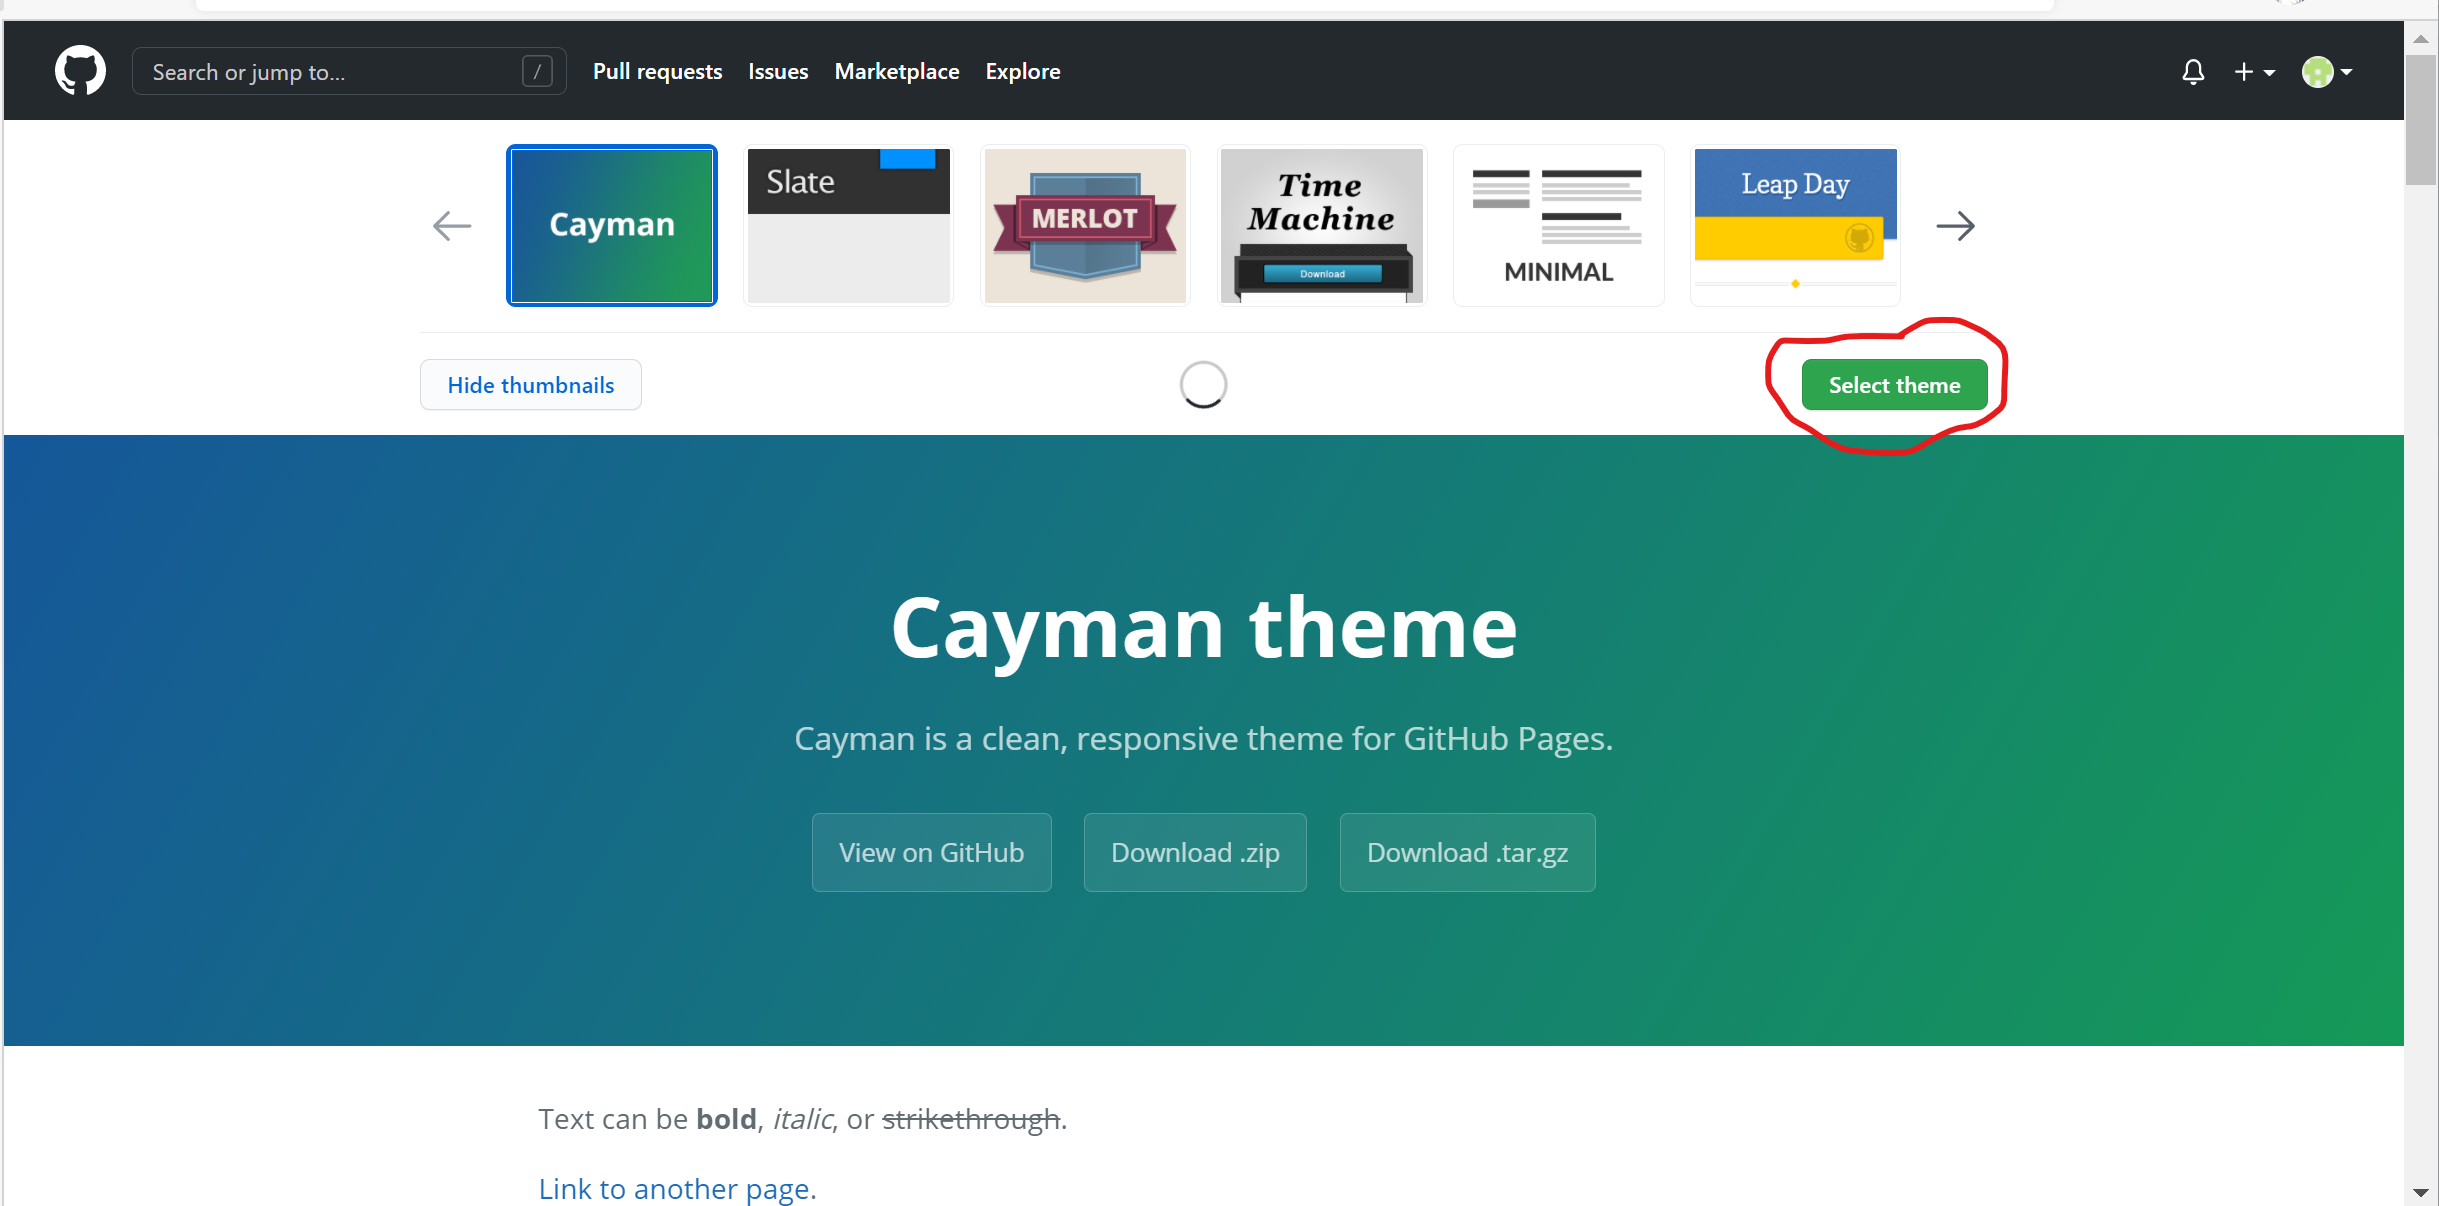 Search or jump to... / Pull requests Issues Marketplace Explore
Cayman
Slate
MERLOT
Time
Machine
Download
MINIMAL
Leap Day
Hide thumbnails
Select theme
Cayman theme
Cayman is a clean, responsive theme for GitHub Pages.
View on GitHub
Download .zip
Download .tar.gz
Text can be bold, italic, or strikethrough.
Link to another page.